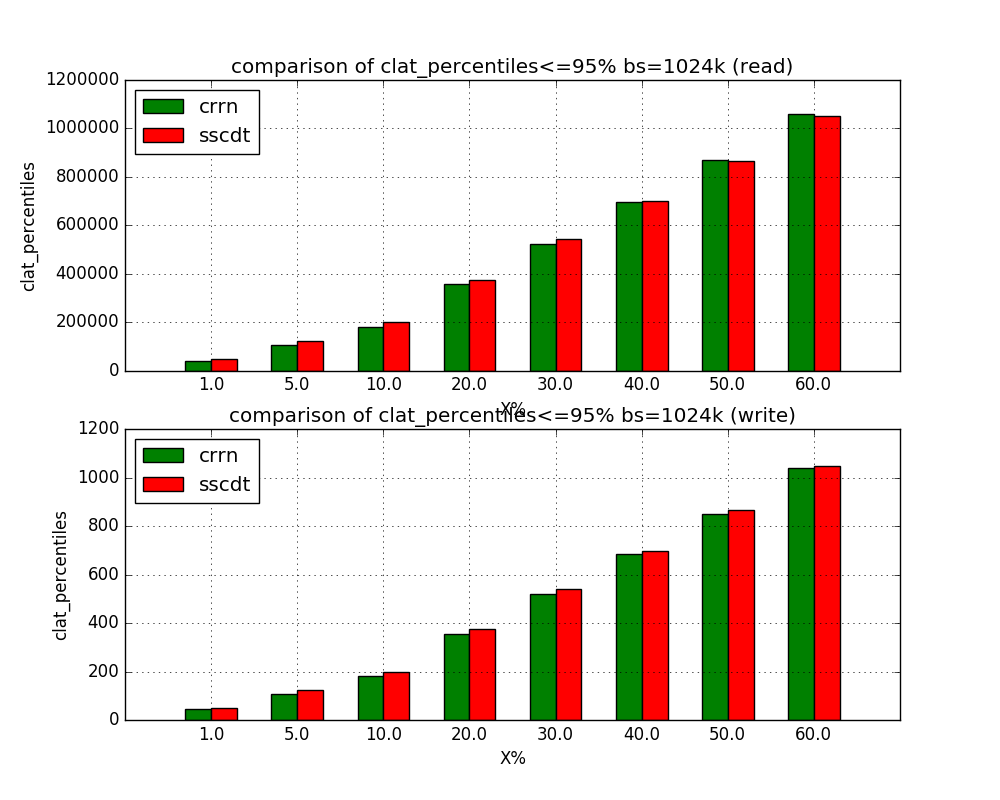 comparison of clat_percentiles<=95% bs=1024k (read)
1200000
1000000
800000
600000
400000
200000
0
clat_percentiles
crrn
sscdt
1.0 5.0 10.0 20.0 30.0 40.0 50.0 60.0
X%
comparison of clat_percentiles<=95% bs=1024k (write)
1200
1000
800
600
400
200
0
clat_percentiles
crrn
sscdt
1.0 5.0 10.0 20.0 30.0 40.0 50.0 60.0
X%